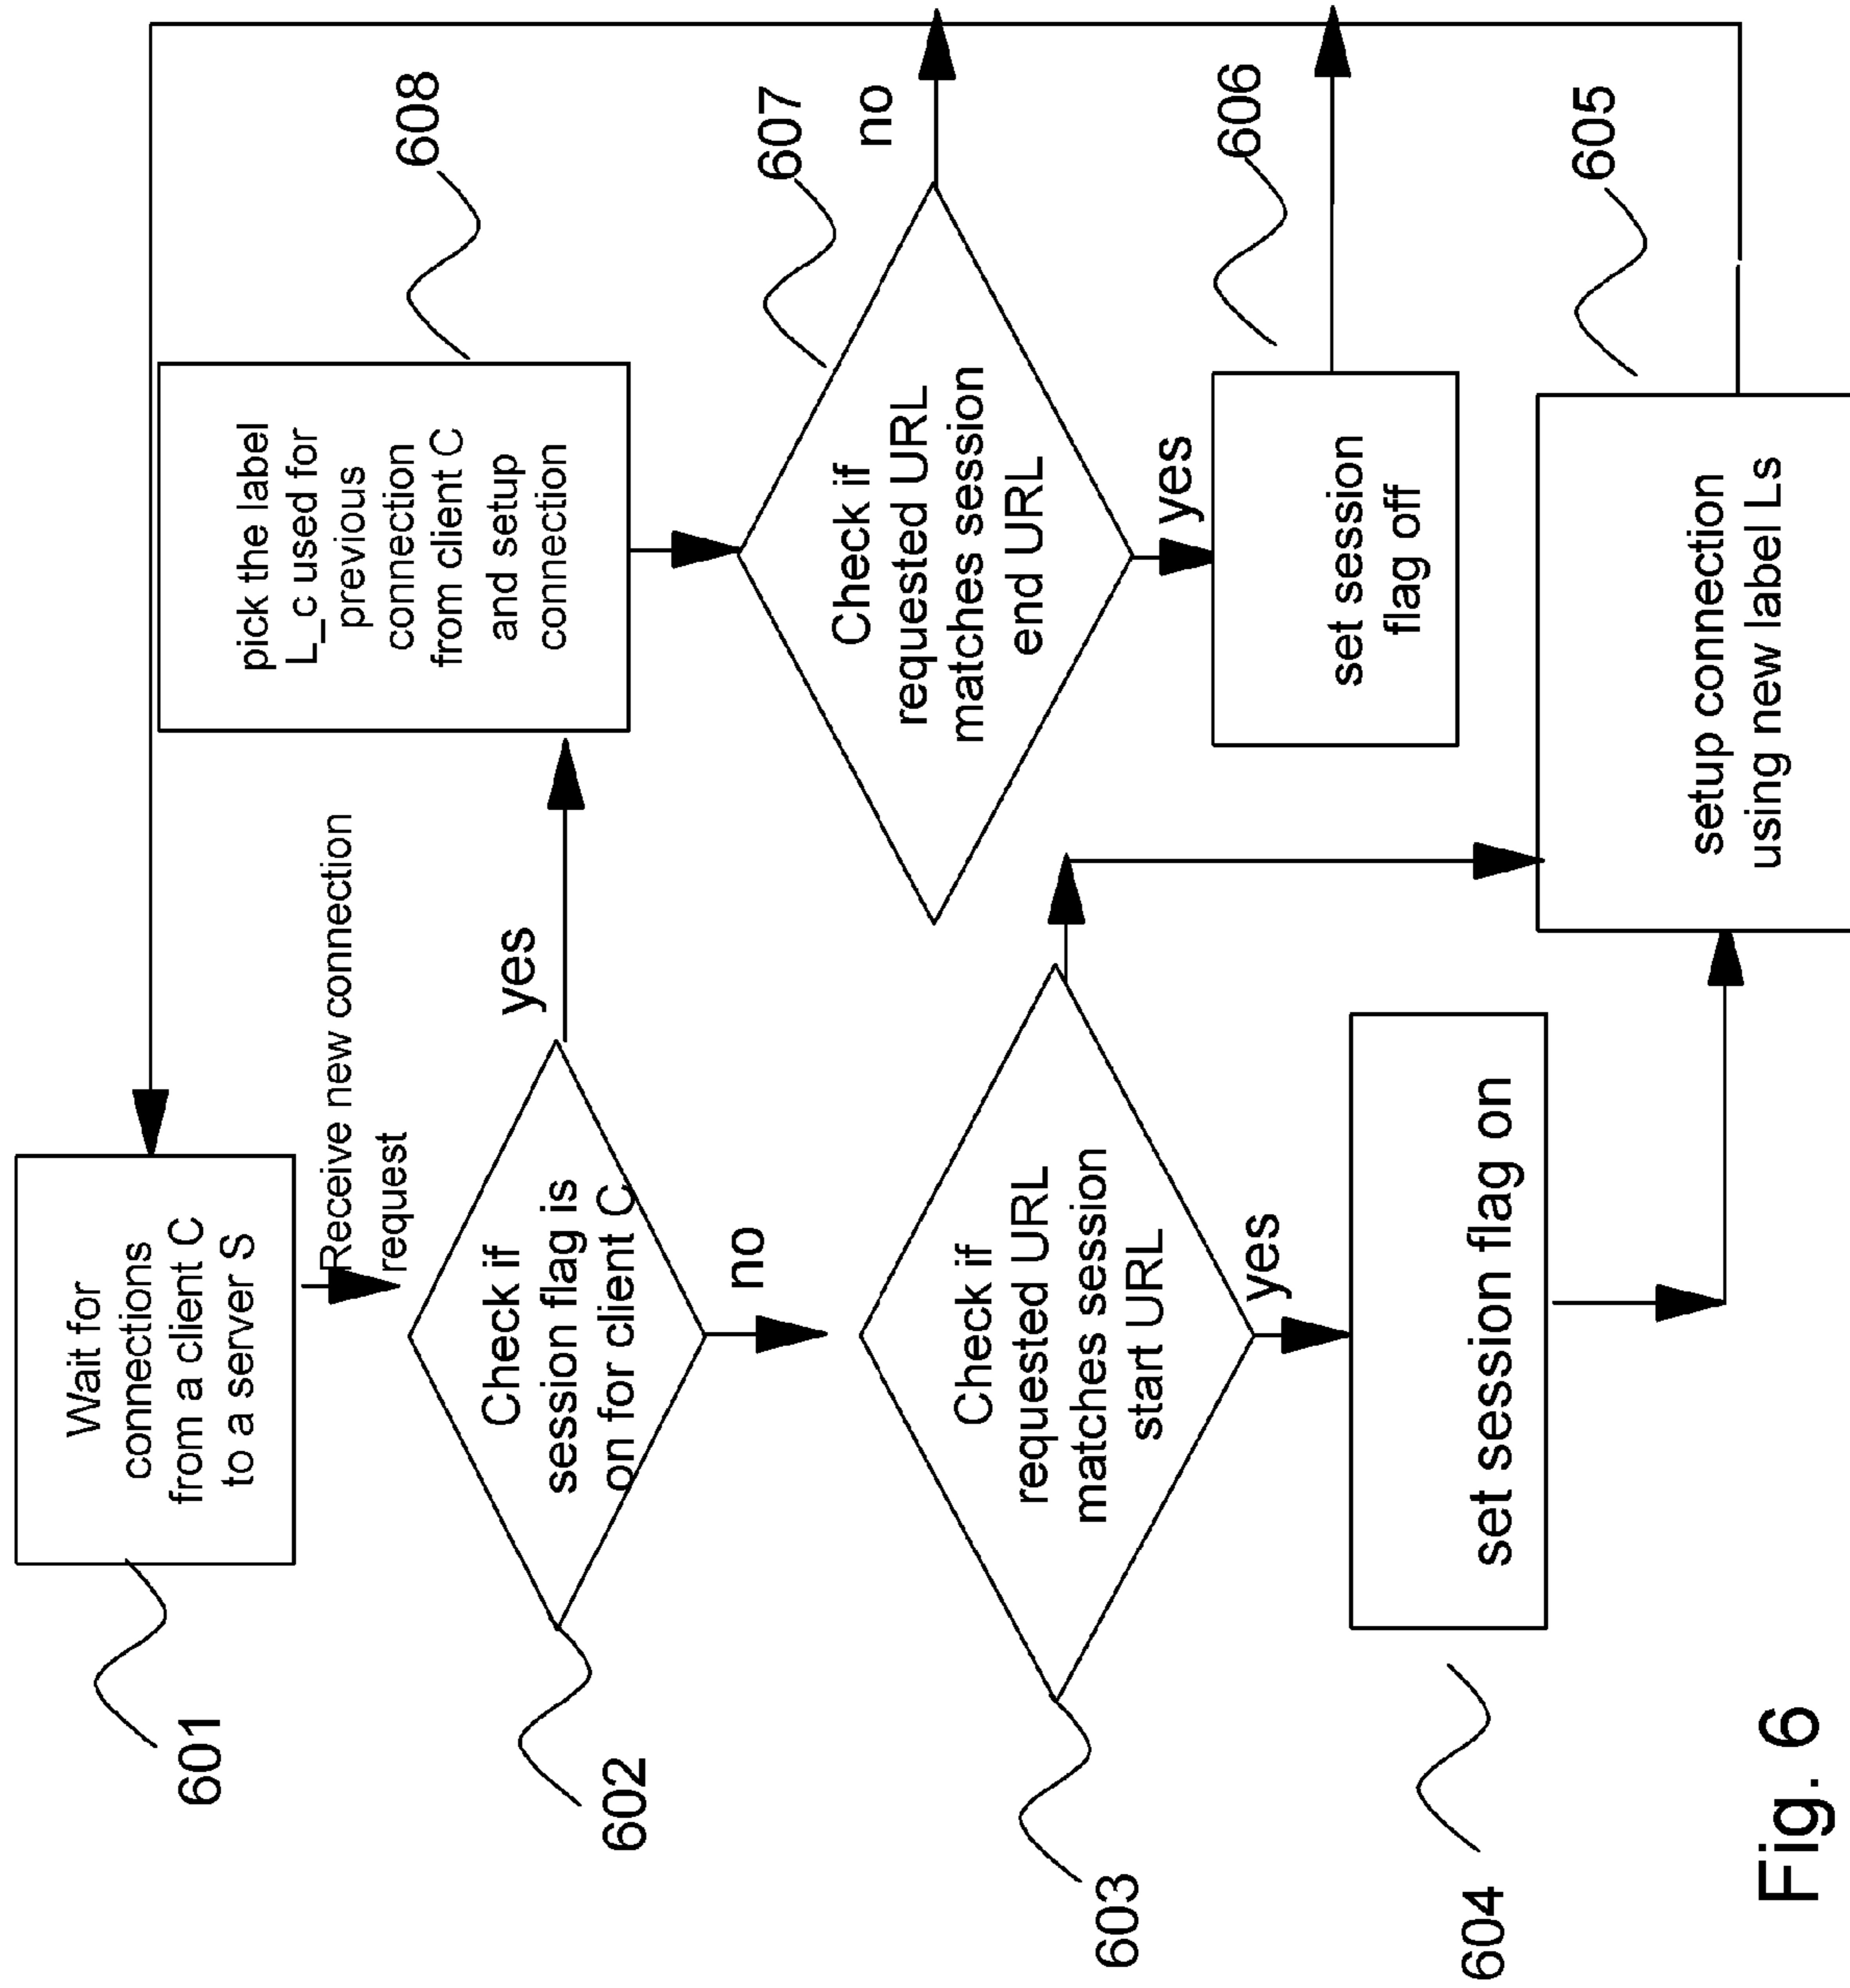 Wait for
connections
from a client C
to a server S
601
Receive new connection
request
Check if
session flag is
on for client C
602
yes
no
pick the label
L_c used for
previous
connection
from client C
and setup
connection
608
Check if
requested URL
matches session
end URL
607
no
yes
set session
flag off
606
Check if
requested URL
matches session
start URL
603
yes
set session flag on
604
setup connection
using new label Ls
605
Fig. 6